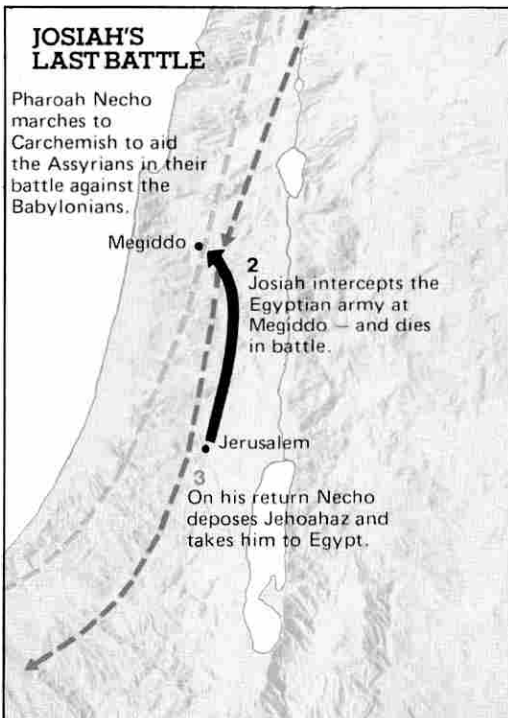 JOSIAH'S
LAST BATTLE
Pharoah Necho
marches to
Carchemish to aid
the Assyrians in their
battle against the
Babylonians.
Megiddo
2
Josiah intercepts the
Egyptian army at
Megiddo — and dies
in battle.
Jerusalem
3
On his return Necho
deposes Jehoahaz and
takes him to Egypt.